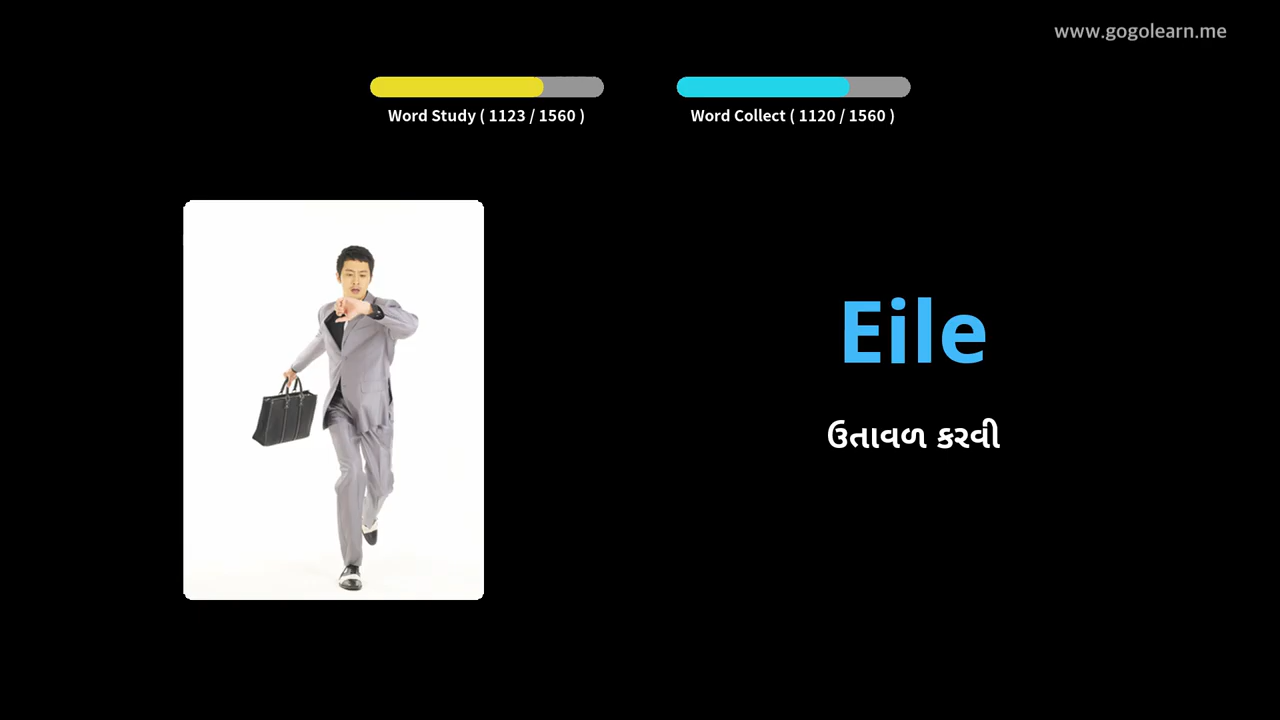 www.gogolearn.me
Word Study ( 1123 / 1560 )
Word Collect ( 1120 / 1560 )
Eile
ઉતાવળ કરવી